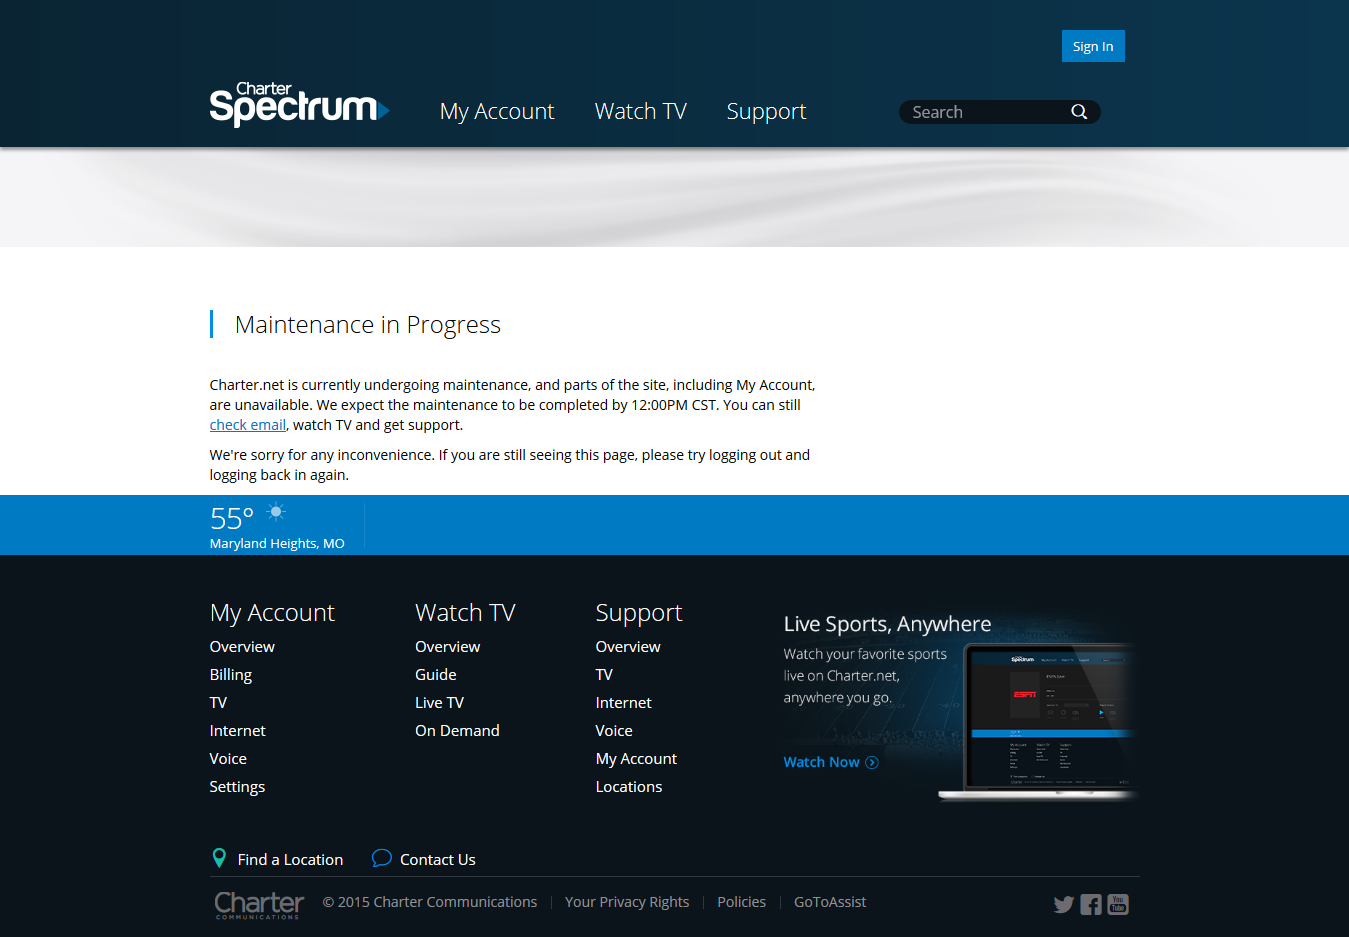 Sign In
Charter
Spectrum
My Account
Watch TV
Support
Search
Maintenance in Progress
Charter.net is currently undergoing maintenance, and parts of the site, including My Account,
are unavailable. We expect the maintenance to be completed by 12:00PM CST. You can still
check email, watch TV and get support.
We're sorry for any inconvenience. If you are still seeing this page, please try logging out and
logging back in again.
55°
Maryland Heights, MO
My Account
Overview
Billing
TV
Internet
Voice
Settings
Watch TV
Overview
Guide
Live TV
On Demand
Support
Overview
TV
Internet
Voice
My Account
Locations
Live Sports, Anywhere
Watch your favorite sports
live on Charter.net,
anywhere you go.
Watch Now
Spectrum
ESPN
Find a Location
Contact Us
Charter
COMMUNICATIONS
© 2015 Charter Communications
Your Privacy Rights
Policies
GoToAssist
You
Tube